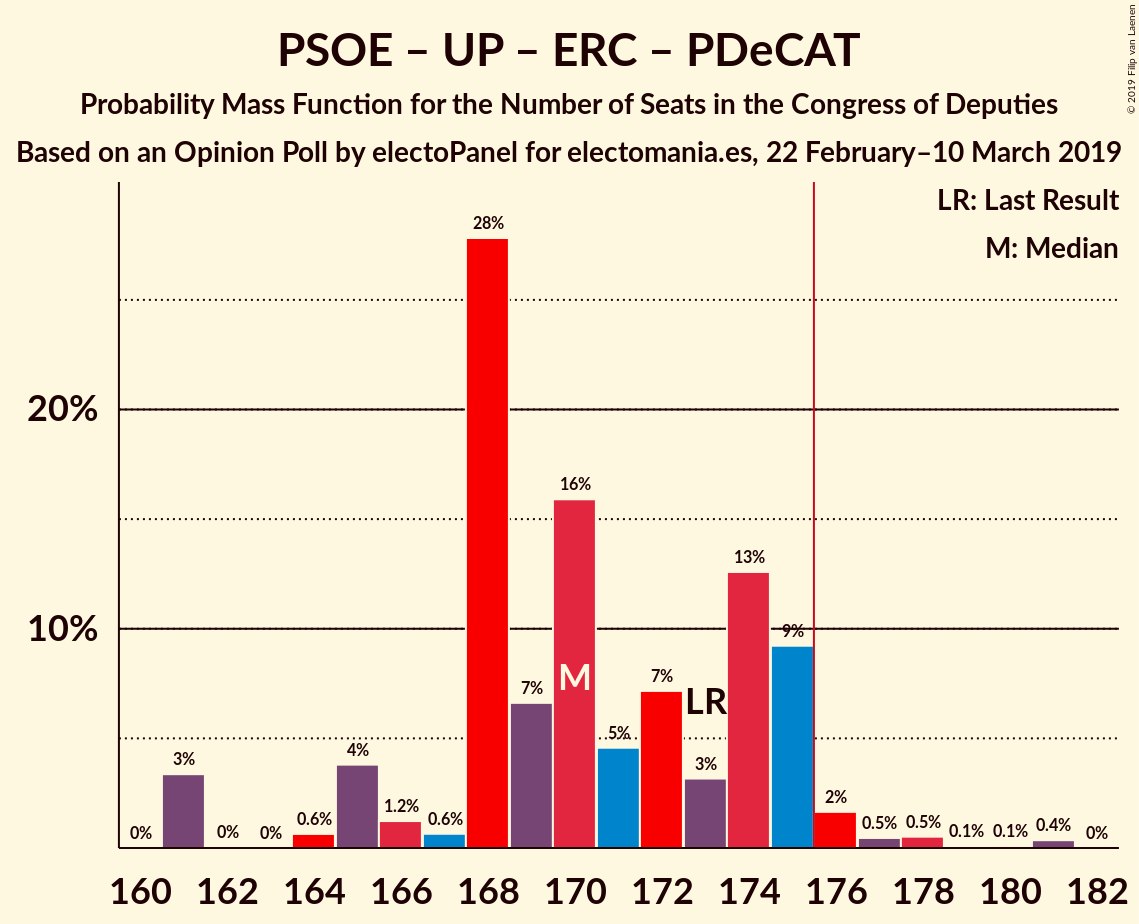 PSOE – UP – ERC – PDeCAT
Probability Mass Function for the Number of Seats in the Congress of Deputies
Based on an Opinion Poll by electoPanel for electomania.es, 22 February–10 March 2019
© 2019 Filip van Laenen
LR: Last Result
M: Median
20%
10%
0%
3%
0%
0%
0.6%
4%
1.2%
0.6%
28%
7%
16%
5%
7%
3%
13%
9%
2%
0.5%
0.5%
0.1%
0.1%
0.4%
0%
M
LR
160 162 164 166 168 170 172 174 176 178 180 182